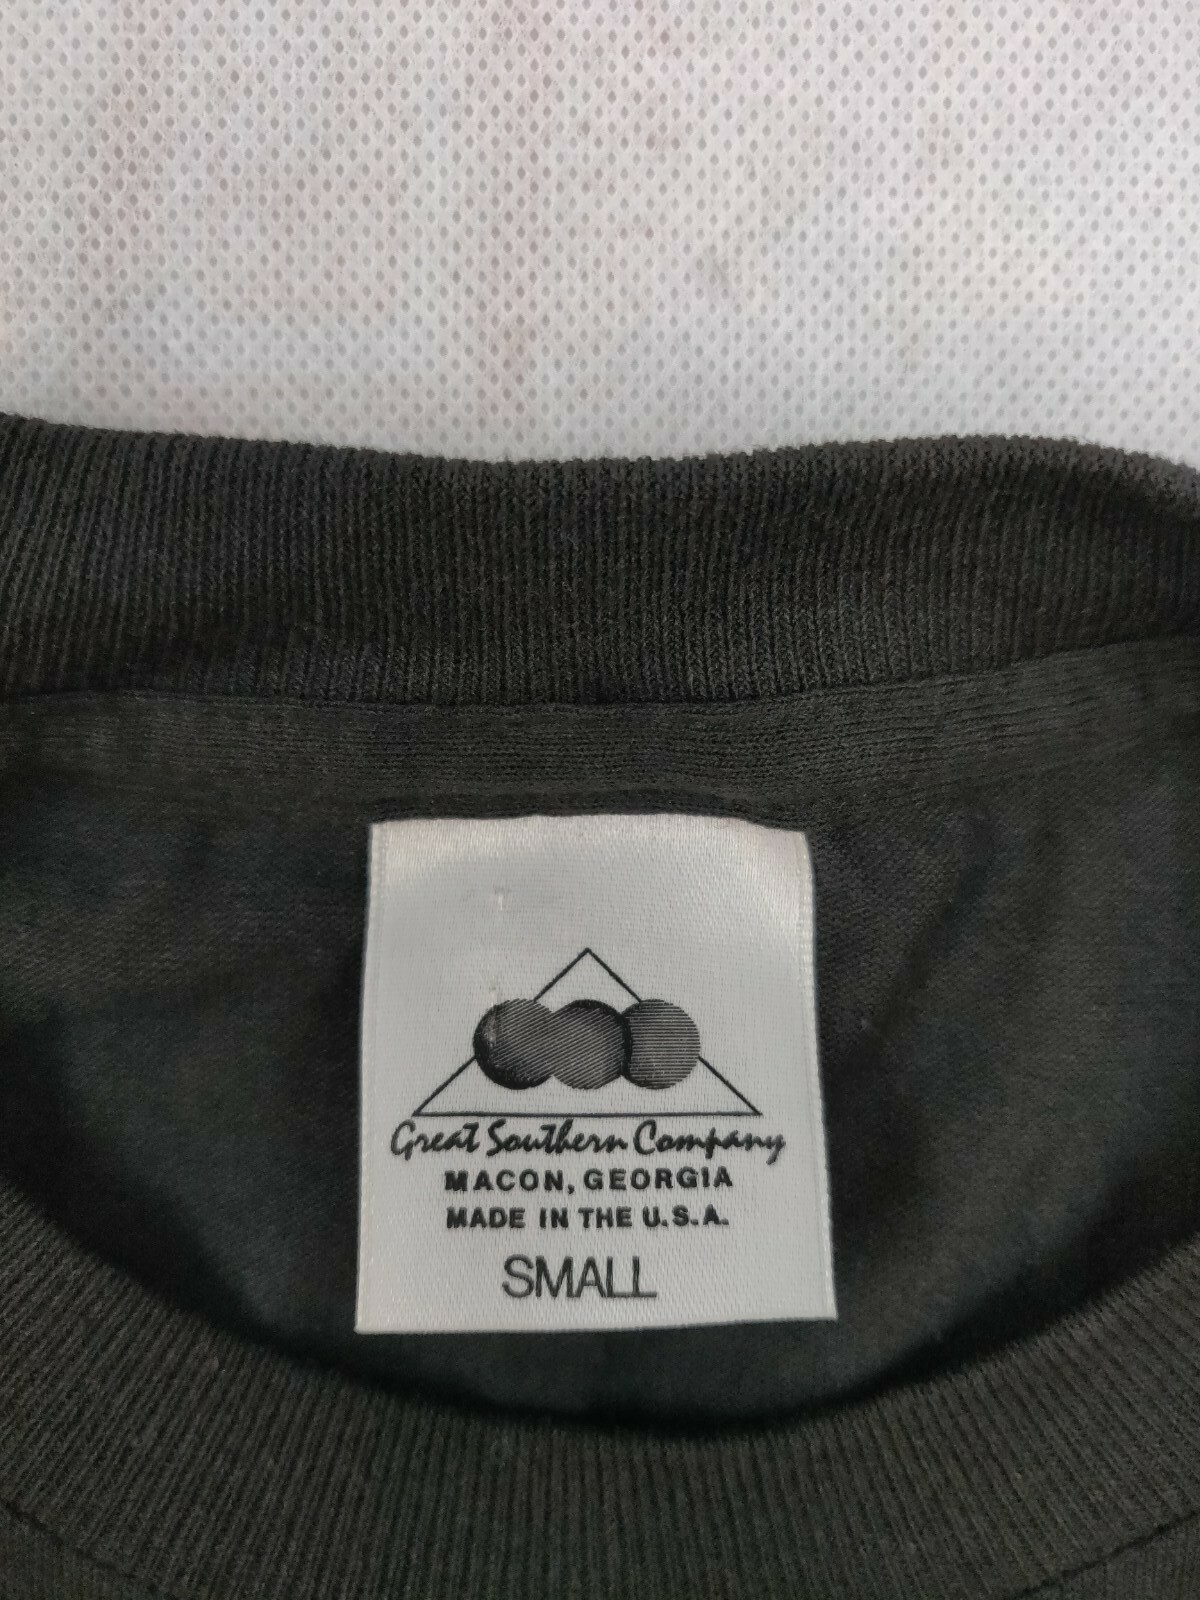 Great Southern Company
MACON, GEORGIA
MADE IN THE U.S.A.
SMALL